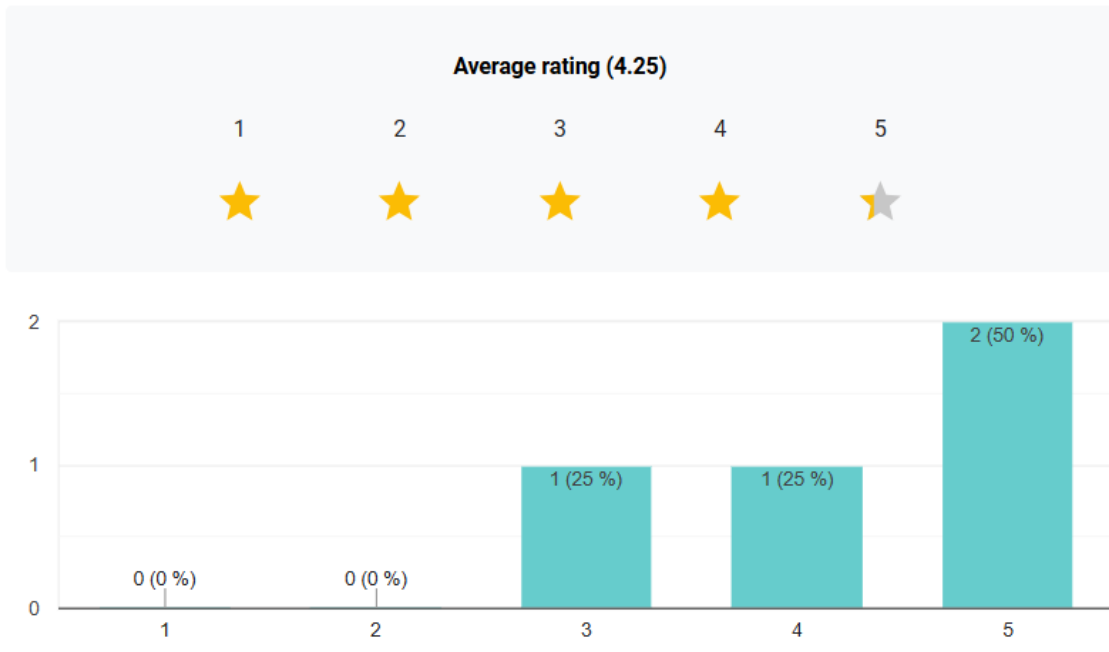 Average rating (4.25)
1 2 3 4 5
2
2 (50 %)
1
1 (25 %) 1 (25 %)
0 (0 %) 0 (0 %)
0
1 2 3 4 5